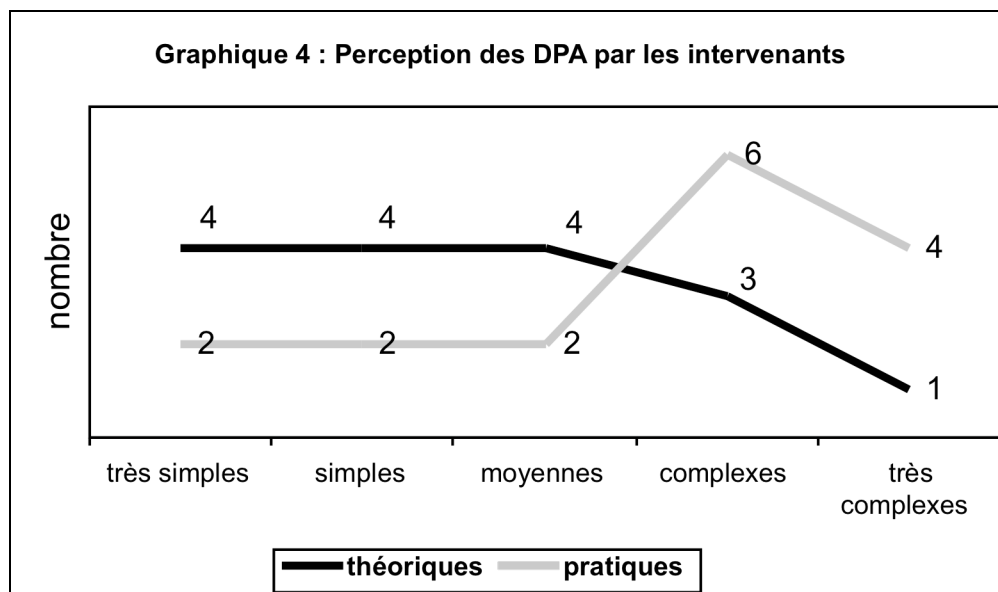 Graphique 4 : Perception des DPA par les intervenants
6
4 4 4
4
3
2 2 2
1
nombre
très simples simples moyennes complexes très
complexes
théoriques pratiques